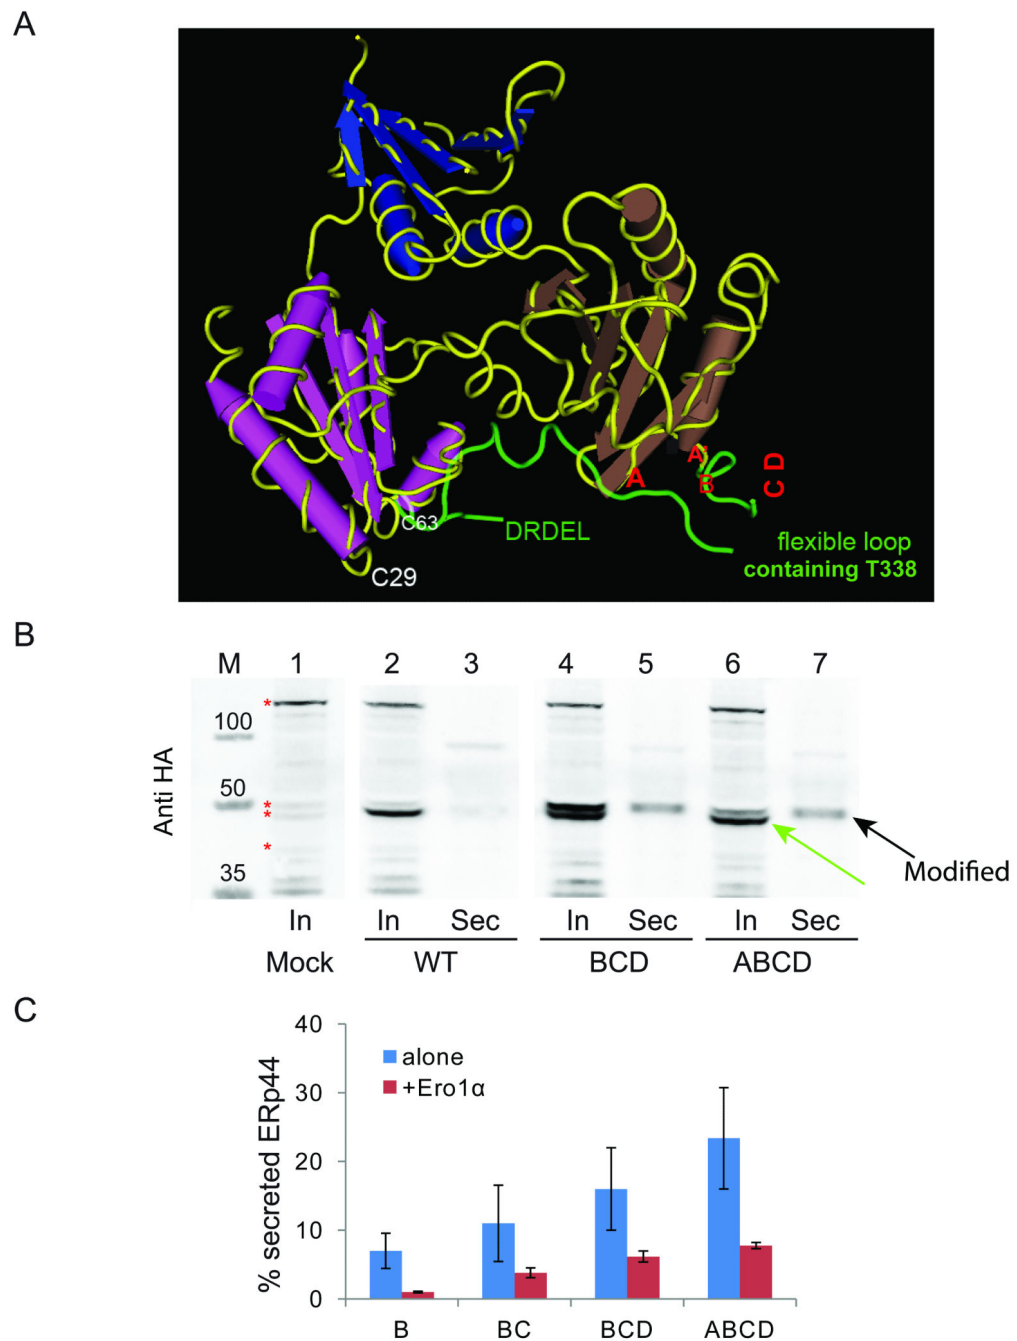 A
A
A'
B
C D
C63
C29
DRDEL
flexible loop
containing T338
B
M 1 2 3 4 5 6 7
Anti HA
100
50
35
*
*
*
*
Modified
In In Sec In Sec In Sec
Mock WT BCD ABCD
C
% secreted ERp44
40
30
20
10
0
alone
+Ero1α
B BC BCD ABCD